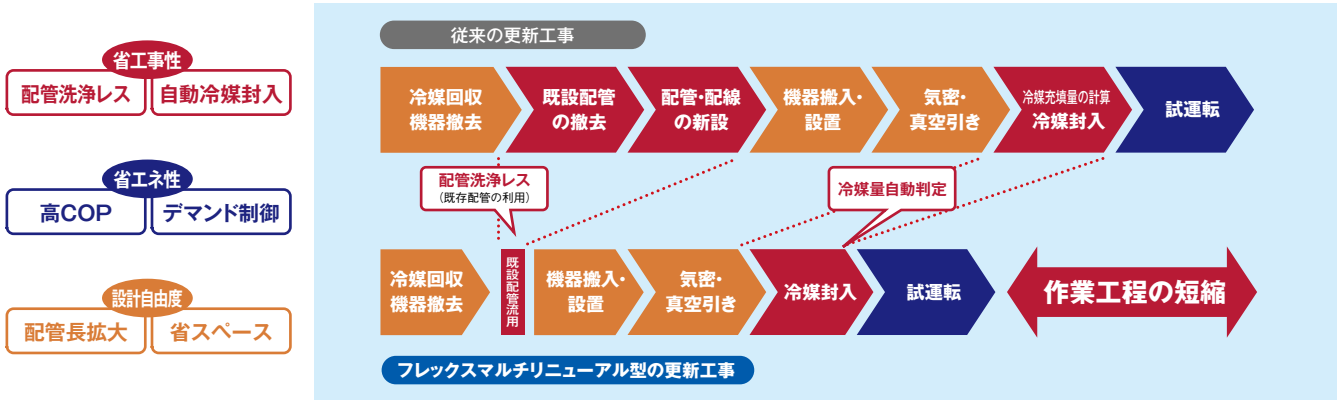 省工事性
配管洗浄レス
自動冷媒封入
省エネ性
高COP
デマンド制御
設計自由度
配管長拡大
省スペース
従来の更新工事
冷媒回収
機器撤去
既設配管
の撤去
配管・配線
の新設
機器搬入・
設置
気密・
真空引き
冷媒充填量の計算
冷媒封入
試運転
配管洗浄レス
（既存配管の利用）
冷媒量自動判定
冷媒回収
機器撤去
既設配管流用
機器搬入・
設置
気密・
真空引き
冷媒封入
試運転
作業工程の短縮
フレックスマルチリニューアル型の更新工事